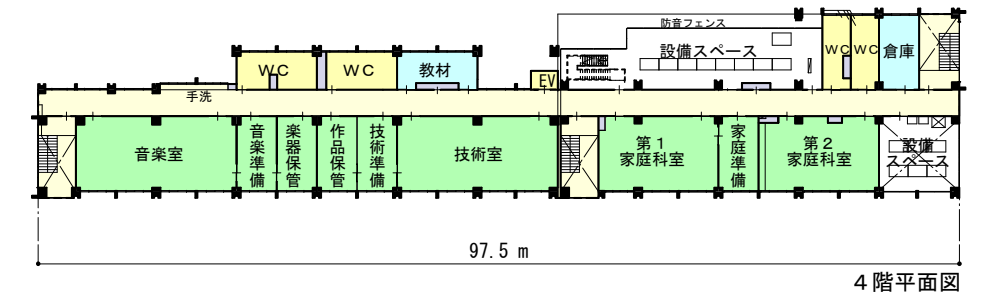 防音フェンス
設備スペース
WC
WC
倉庫
WC
WC
教材
EV
手洗
音楽室
音楽準備
楽器保管
作品保管
技術準備
技術室
第1
家庭科室
家庭準備
第2
家庭科室
設備
スペース
97.5 m
4階平面図